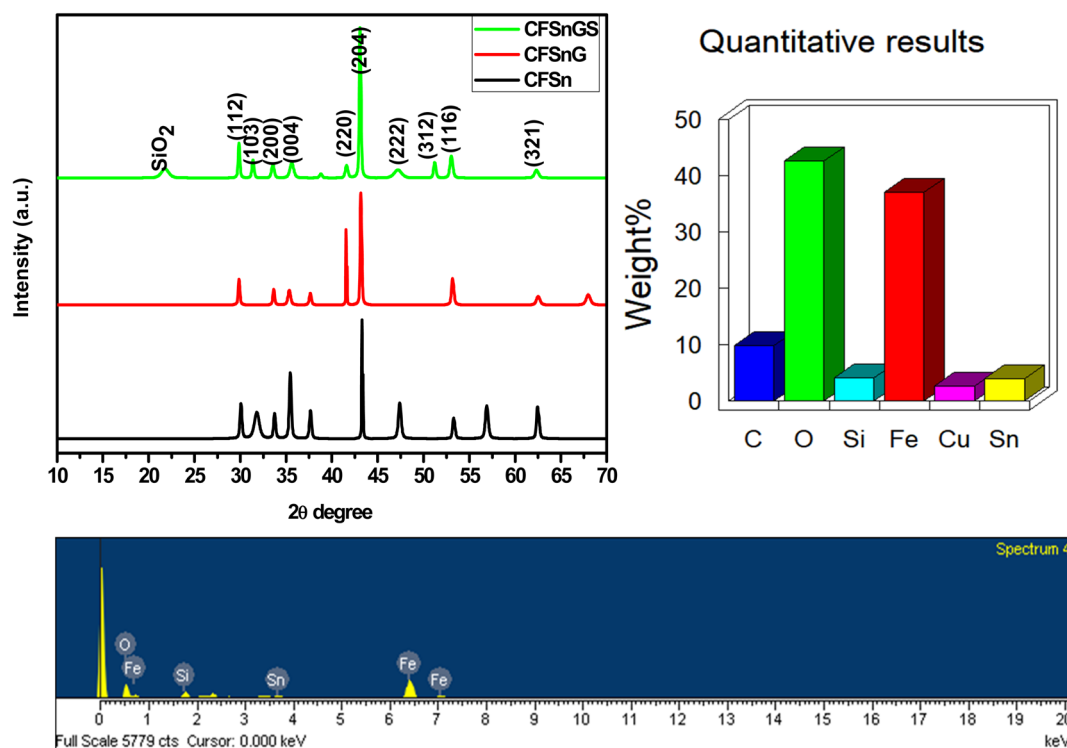 CFSnGS
CFSnG
CFSn
SiO2
(112)
(103)
(200)
(004)
(220)
(204)
(222)
(312)
(116)
(321)
Intensity (a.u.)
10 15 20 25 30 35 40 45 50 55 60 65 70
2θ degree
Quantitative results
Weight%
50
40
30
20
10
0
C O Si Fe Cu Sn
Spectrum 4
O
Fe
Si
Sn
Fe
Fe
0 1 2 3 4 5 6 7 8 9 10 11 12 13 14 15 16 17 18 19 20
Full Scale 5779 cts Cursor: 0.000 keV
keV